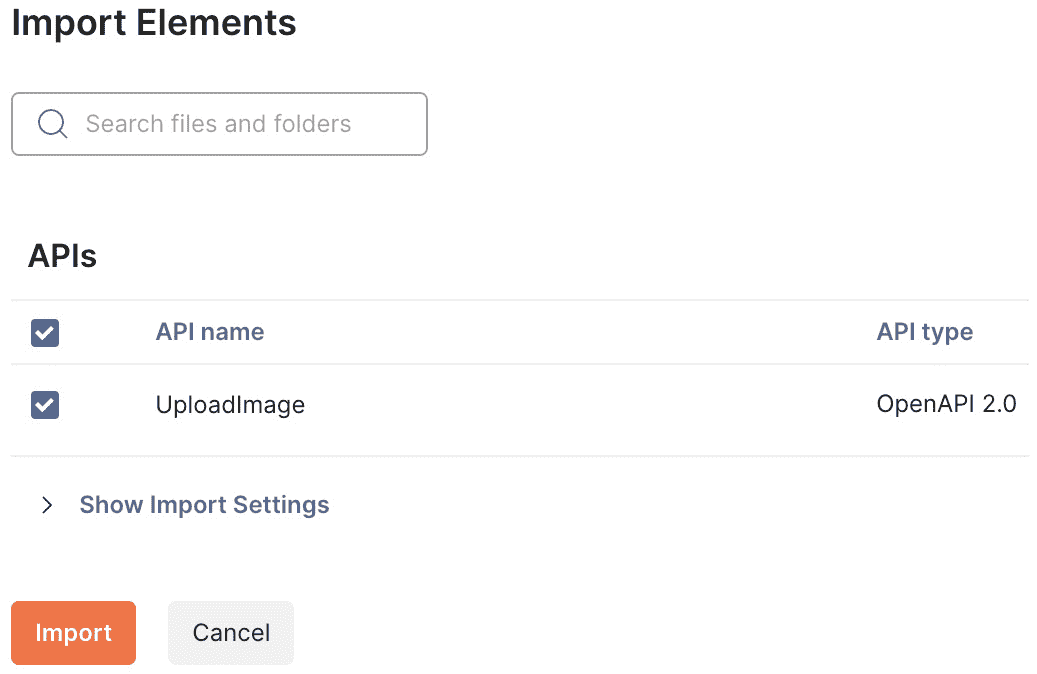 Import Elements
Search files and folders
APIs
API name API type
UploadImage OpenAPI 2.0
Show Import Settings
Import Cancel